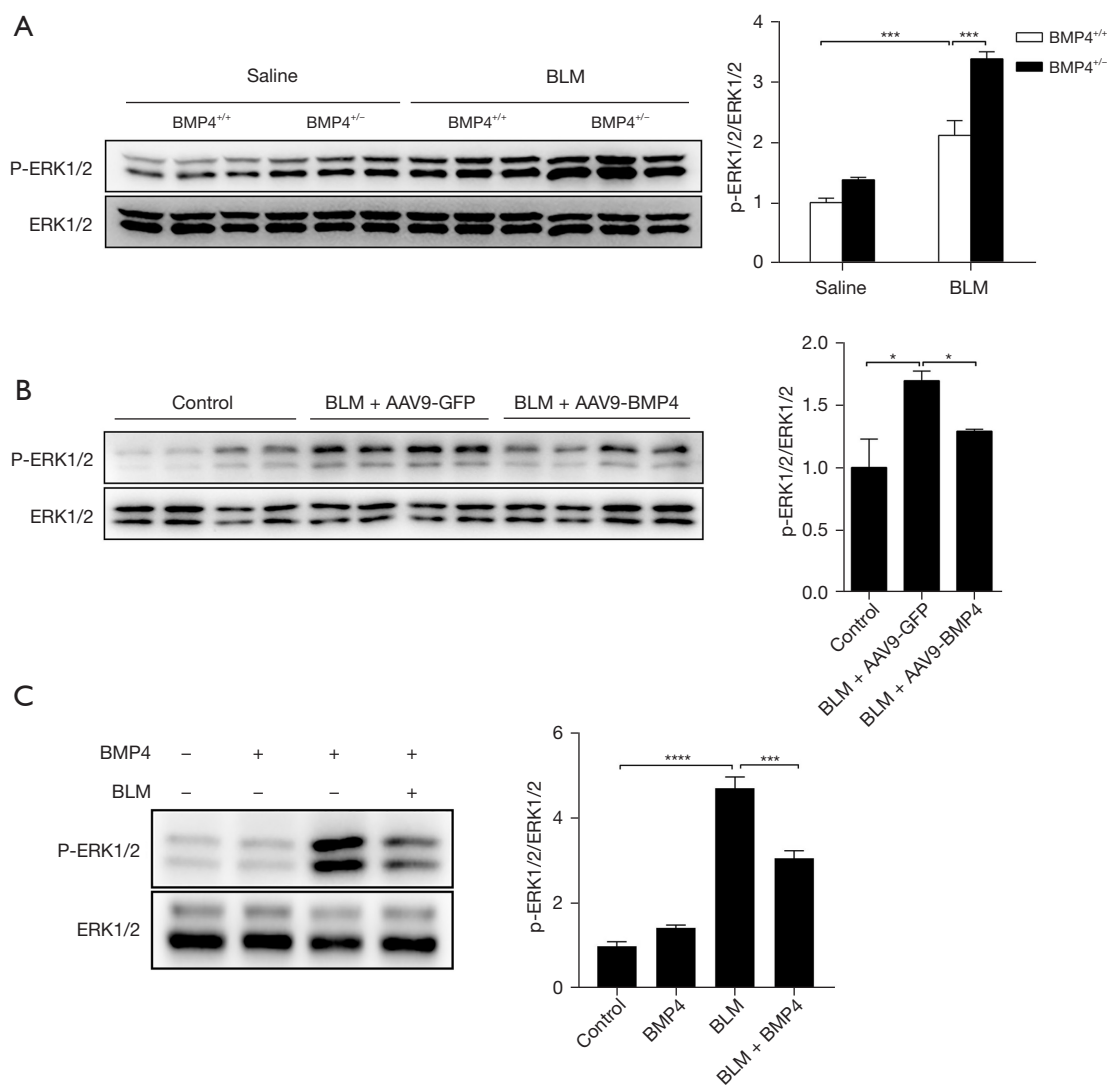 A
Saline
BLM
BMP4+/+
BMP4+/−
BMP4+/+
BMP4+/−
P-ERK1/2
ERK1/2
p-ERK1/2/ERK1/2
4
3
2
1
0
***
***
BMP4+/+
BMP4+/−
Saline
BLM
B
Control
BLM + AAV9-GFP
BLM + AAV9-BMP4
P-ERK1/2
ERK1/2
p-ERK1/2/ERK1/2
2.0
1.5
1.0
0.5
0.0
*
*
Control
BLM + AAV9-GFP
BLM + AAV9-BMP4
C
BMP4 − + + +
BLM − − − +
P-ERK1/2
ERK1/2
p-ERK1/2/ERK1/2
6
4
2
0
****
***
Control
BMP4
BLM
BLM + BMP4